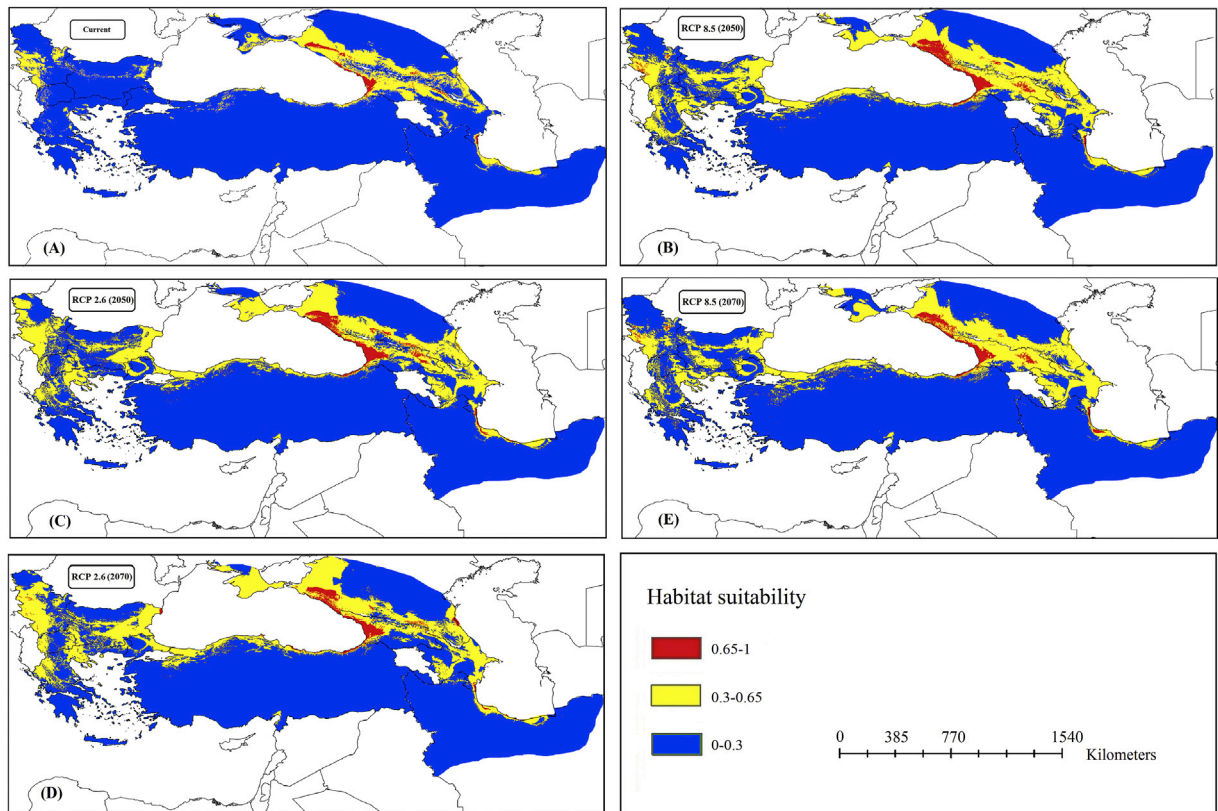 Current
(A)
RCP 8.5 (2050)
(B)
RCP 2.6 (2050)
(C)
RCP 8.5 (2070)
(E)
RCP 2.6 (2070)
(D)
Habitat suitability
0.65-1
0.3-0.65
0-0.3
0 385 770 1540
Kilometers